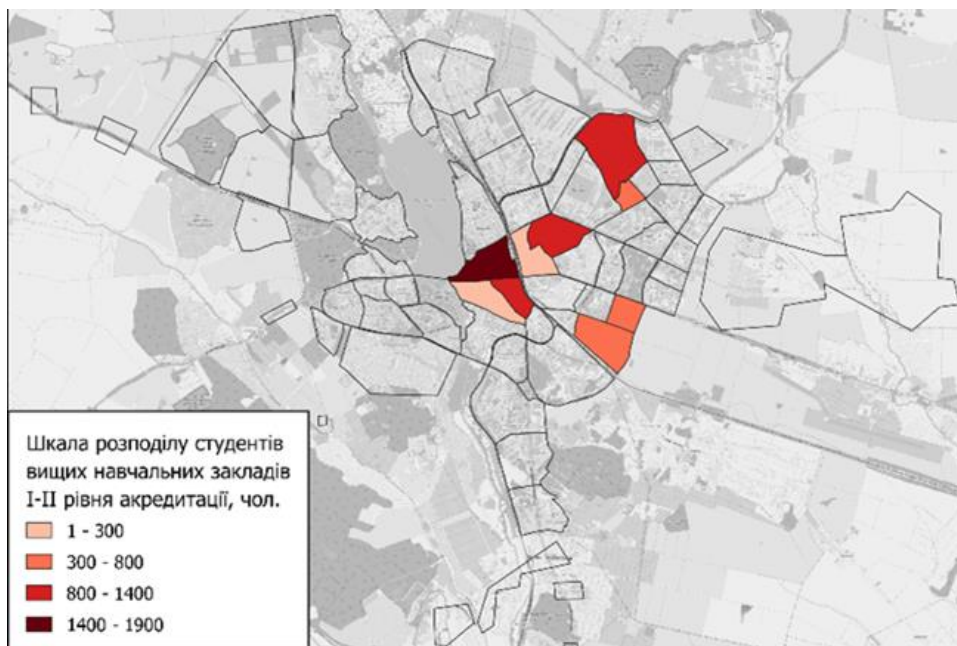 Шкала розподілу студентів
вищих навчальних закладів
І-ІІ рівня акредитації, чол.
1 - 300
300 - 800
800 - 1400
1400 - 1900